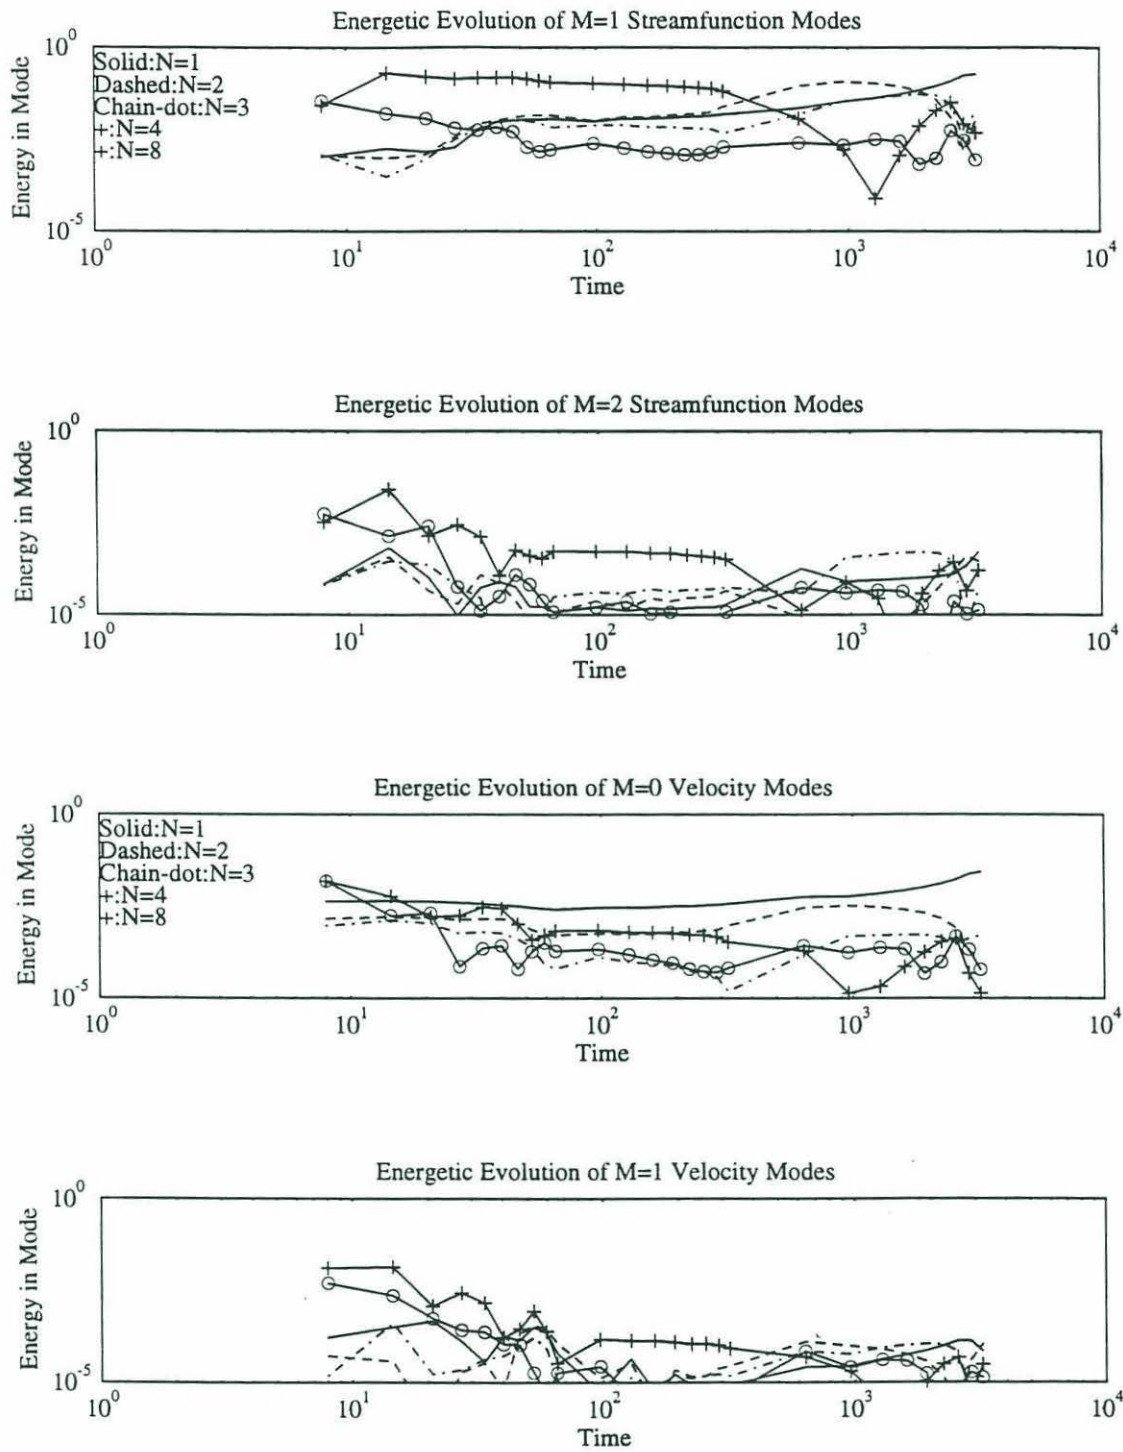 Energetic Evolution of M=1 Streamfunction Modes
10^0
Solid:N=1
Dashed:N=2
Chain-dot:N=3
+:N=4
+:N=8
Energy in Mode
10^-5
10^0 10^1 10^2 10^3 10^4
Time
Energetic Evolution of M=2 Streamfunction Modes
10^0
Energy in Mode
10^-5
10^0 10^1 10^2 10^3 10^4
Time
Energetic Evolution of M=0 Velocity Modes
10^0
Solid:N=1
Dashed:N=2
Chain-dot:N=3
+:N=4
+:N=8
Energy in Mode
10^-5
10^0 10^1 10^2 10^3 10^4
Time
Energetic Evolution of M=1 Velocity Modes
10^0
Energy in Mode
10^-5
10^0 10^1 10^2 10^3 10^4
Time